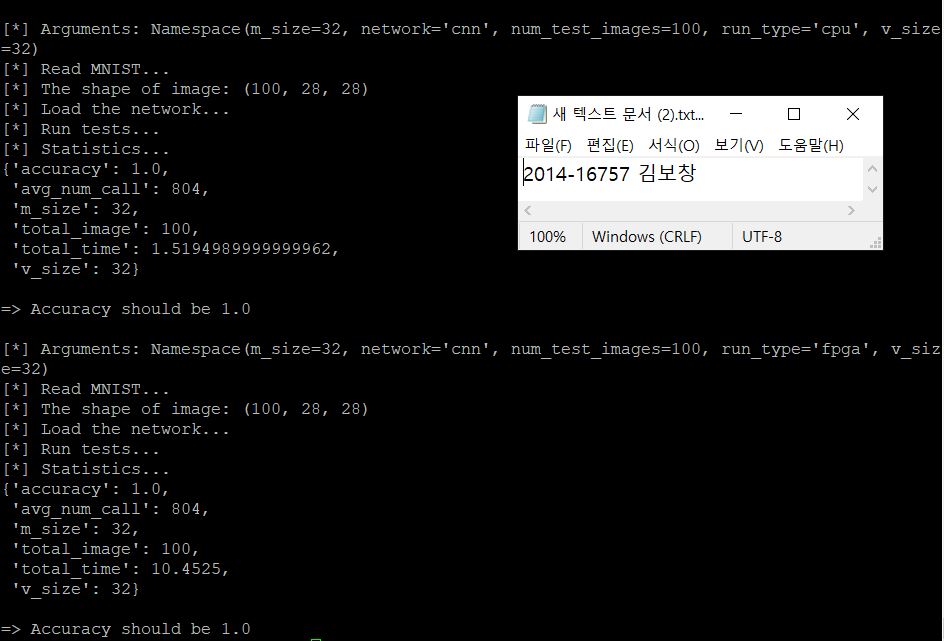 [*] Arguments: Namespace(m_size=32, network='cnn', num_test_images=100, run_type='cpu', v_size
=32)
[*] Read MNIST...
[*] The shape of image: (100, 28, 28)
[*] Load the network...
[*] Run tests...
[*] Statistics...
{'accuracy': 1.0,
 'avg_num_call': 804,
 'm_size': 32,
 'total_image': 100,
 'total_time': 1.5194989999999962,
 'v_size': 32}
=> Accuracy should be 1.0
[*] Arguments: Namespace(m_size=32, network='cnn', num_test_images=100, run_type='fpga', v_siz
e=32)
[*] Read MNIST...
[*] The shape of image: (100, 28, 28)
[*] Load the network...
[*] Run tests...
[*] Statistics...
{'accuracy': 1.0,
 'avg_num_call': 804,
 'm_size': 32,
 'total_image': 100,
 'total_time': 10.4525,
 'v_size': 32}
=> Accuracy should be 1.0
새 텍스트 문서 (2).txt...
파일(F) 편집(E) 서식(O) 보기(V) 도움말(H)
2014-16757 김보창
100% Windows (CRLF) UTF-8